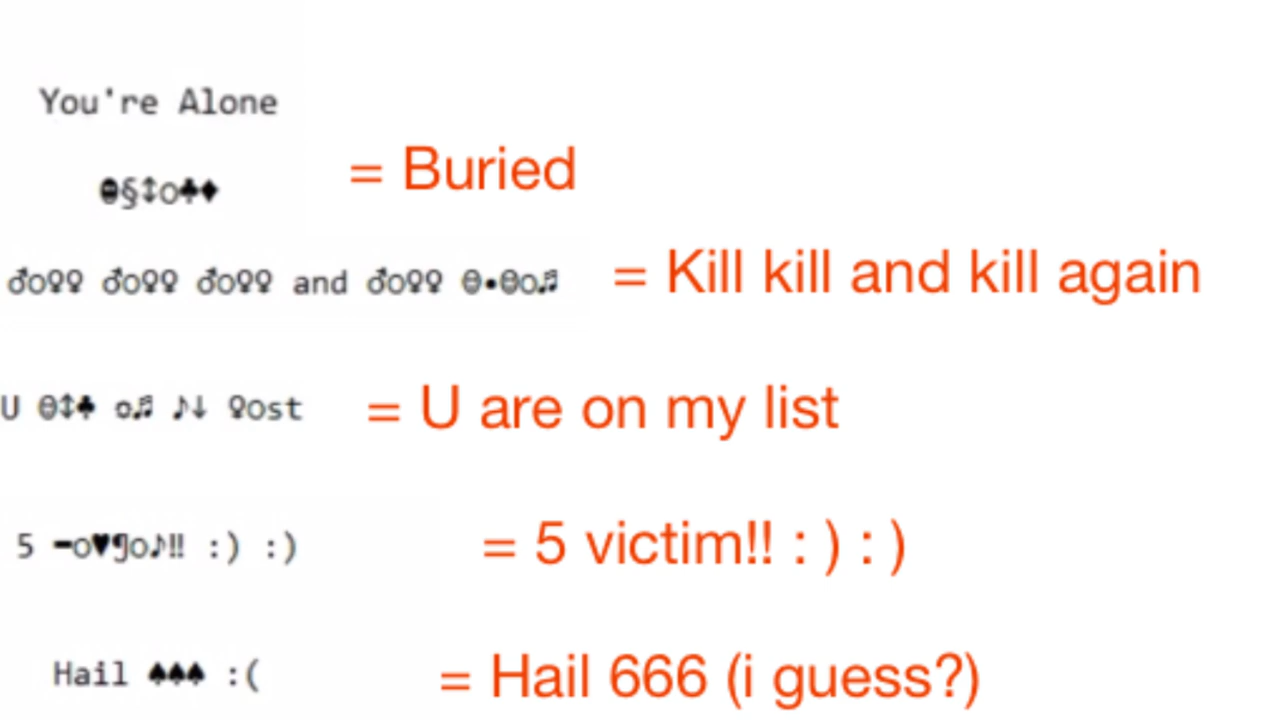 You're Alone
◘§↕o♣♦ = Buried
♂o♀♀ ♂o♀♀ ♂o♀♀ and ♂o♀♀ θ•θo♬ = Kill kill and kill again
U θ↕♣ o♬ ♪↓ ♀ost = U are on my list
5 ▬o♥¶o♪‼ :) :) = 5 victim!! : ) : )
Hail ♠♠♠ :( = Hail 666 (i guess?)